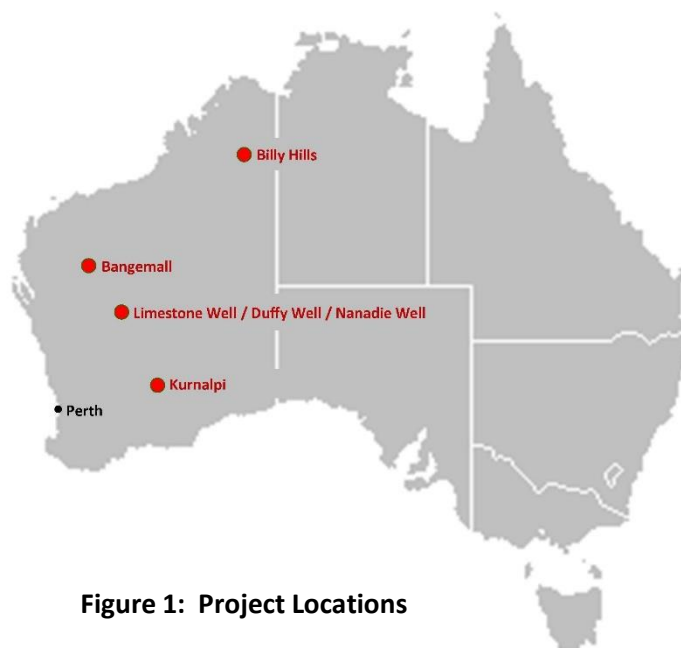 Billy Hills
Bangemall
Limestone Well / Duffy Well / Nanadie Well
Kurnalpi
Perth
Figure 1: Project Locations